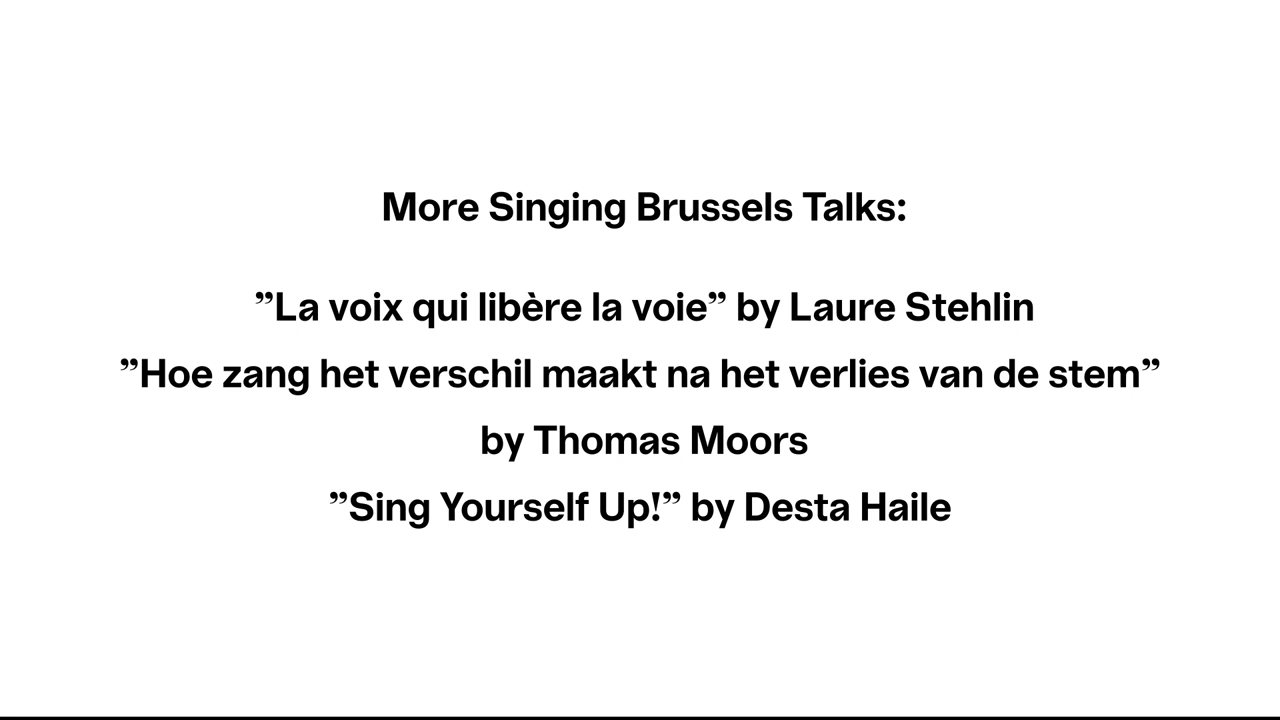 More Singing Brussels Talks:
”La voix qui libère la voie” by Laure Stehlin
”Hoe zang het verschil maakt na het verlies van de stem”
by Thomas Moors
”Sing Yourself Up!” by Desta Haile